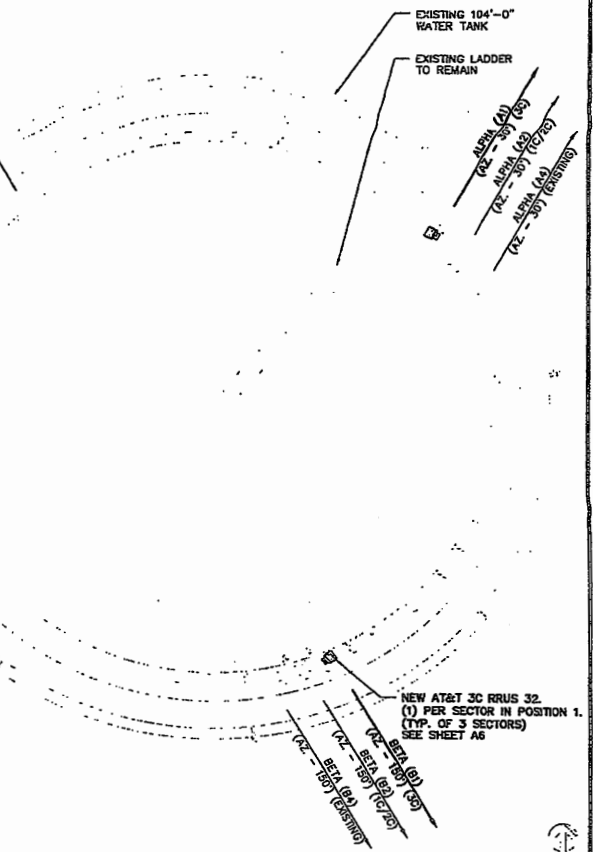 EXISTING 104'-0"
WATER TANK
EXISTING LADDER
TO REMAIN
ALPHA (A1)
(AZ. - 30°) (3C)
ALPHA (A2)
(AZ. - 30°) (1C/2C)
ALPHA (A4)
(AZ. - 30°) (EXISTING)
NEW AT&T 3C RRUS 32.
(1) PER SECTOR IN POSITION 1.
(TYP. OF 3 SECTORS)
SEE SHEET A6
BETA (B1)
(AZ - 150°) (3C)
BETA (B2)
(AZ - 150°) (1C/2C)
BETA (B4)
(AZ - 150°) (EXISTING)